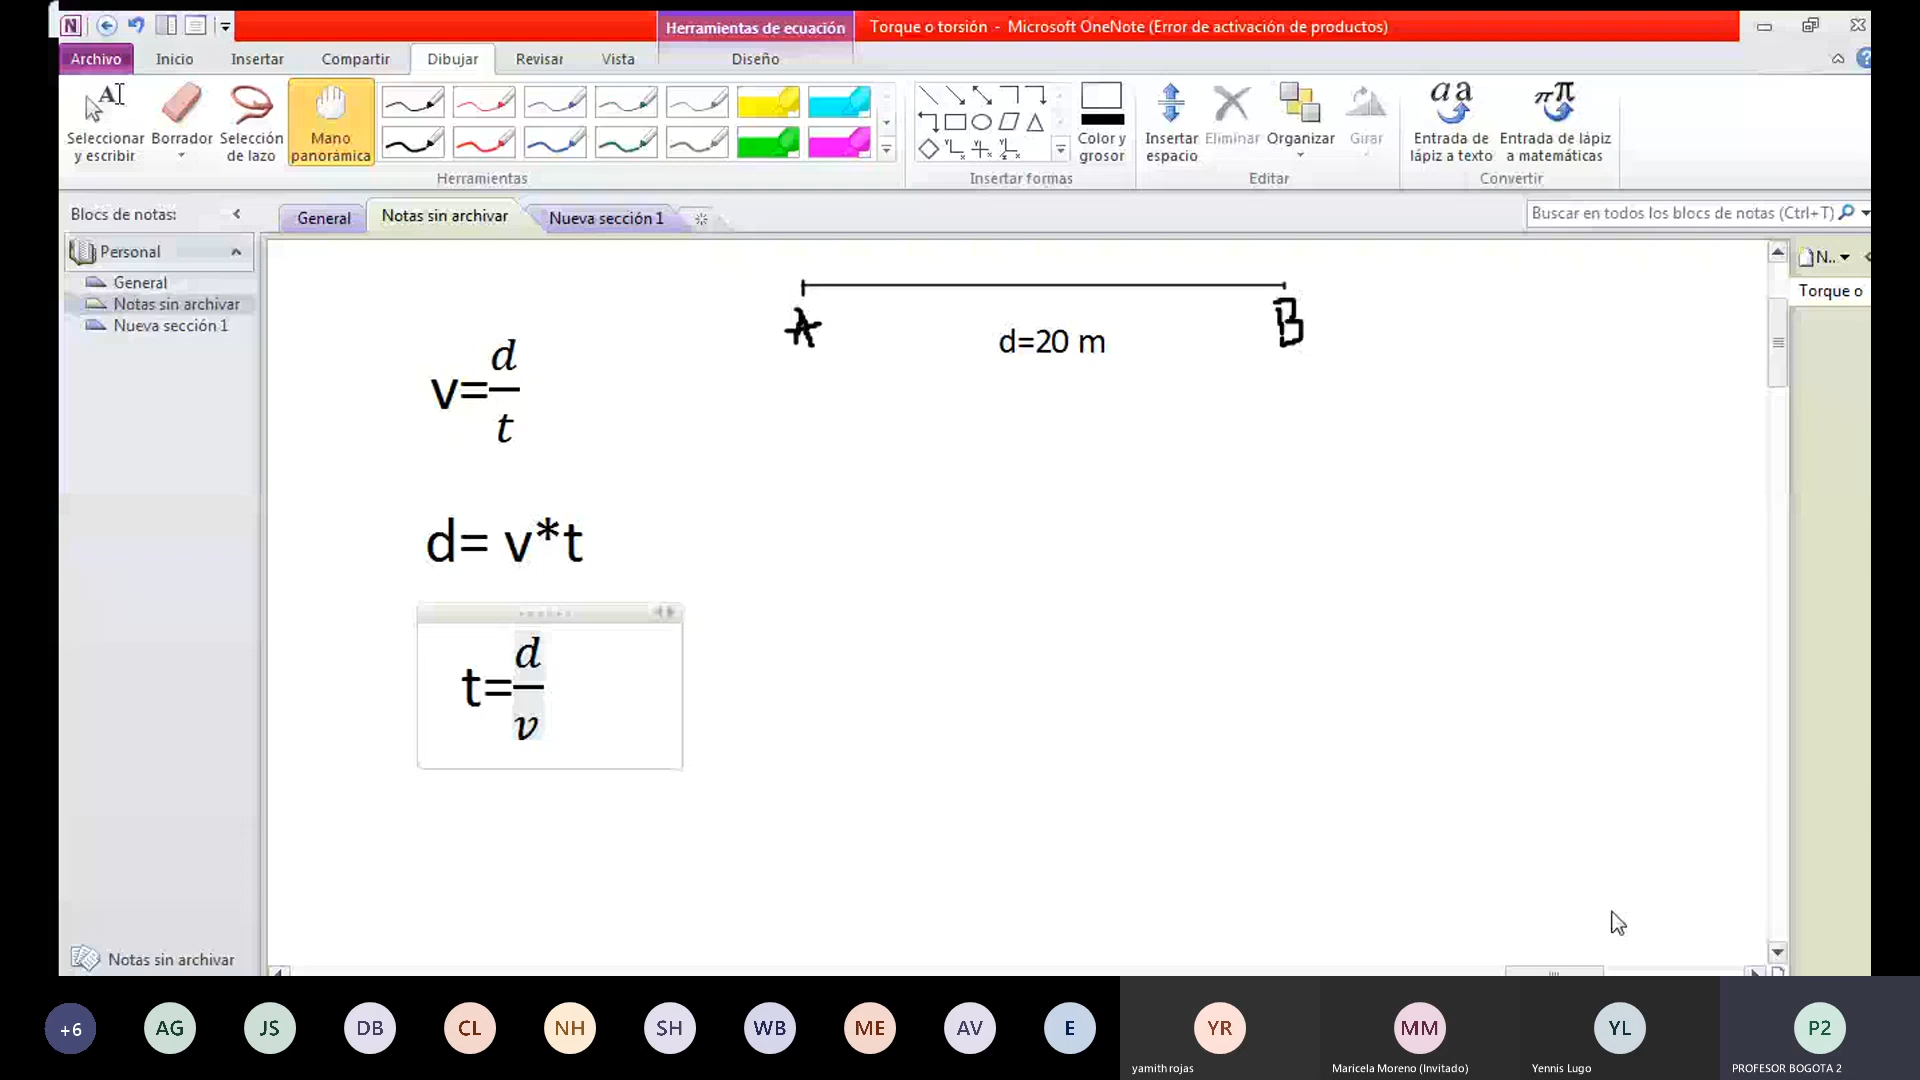 Herramientas de ecuación
Torque o torsión - Microsoft OneNote (Error de activación de productos)
Archivo Inicio Insertar Compartir Dibujar Revisar Vista Diseño
Seleccionar y escribir
Borrador
Selección de lazo
Mano panorámica
Color y grosor
Insertar espacio
Eliminar
Organizar
Girar
Entrada de lápiz a texto
Entrada de lápiz a matemáticas
Herramientas
Insertar formas
Editar
Convertir
Blocs de notas:
General
Notas sin archivar
Nueva sección 1
Buscar en todos los blocs de notas (Ctrl+T)
Personal
General
Notas sin archivar
Nueva sección 1
N..
Torque o
A
B
d=20 m
v=d/t
d= v*t
t=d/v
Notas sin archivar
+6 AG JS DB CL NH SH WB ME AV E YR MM YL P2
yamith rojas
Maricela Moreno (Invitado)
Yennis Lugo
PROFESOR BOGOTA 2